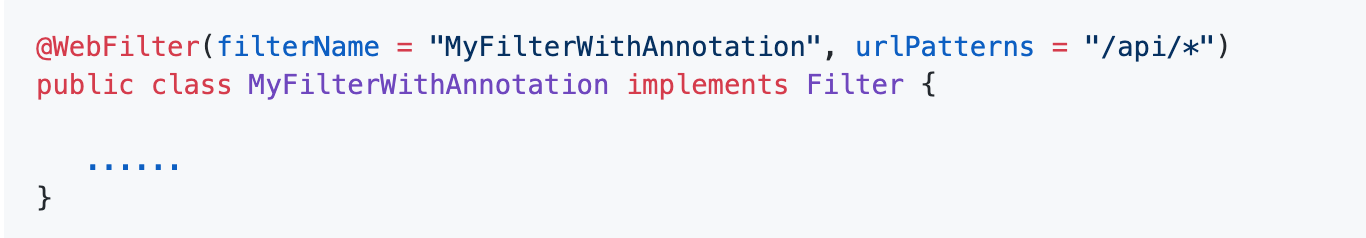 @WebFilter(filterName = "MyFilterWithAnnotation", urlPatterns = "/api/*")
public class MyFilterWithAnnotation implements Filter {
......
}